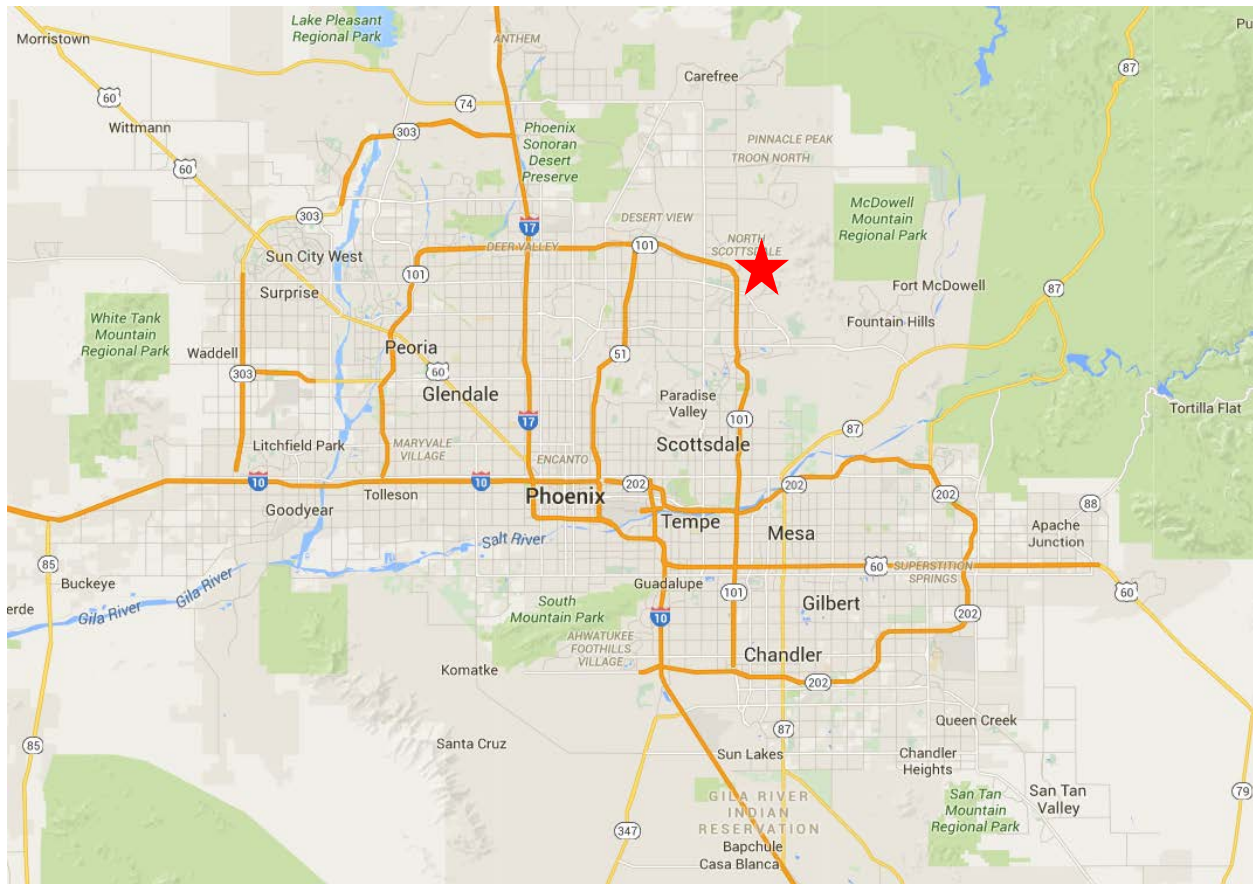 Lake Pleasant
Regional Park
Morristown
ANTHEM
Pu
87
Carefree
60
74
Wittmann
303
Phoenix
Sonoran
Desert
Preserve
PINNACLE PEAK
TROON NORTH
60
87
McDowell
Mountain
Regional Park
303
DESERT VIEW
17
Sun City West
DEER VALLEY
101
NORTH
SCOTTSDALE
101
Surprise
Fort McDowell
87
White Tank
Mountain
Regional Park
Fountain Hills
Waddell
Peoria
51
303
60
Glendale
Paradise
Valley
Tortilla Flat
17
101
87
Litchfield Park
MARYVALE
VILLAGE
Scottsdale
ENCANTO
10
Tolleson
10
Phoenix
202
202
202
Goodyear
Tempe
88
Mesa
Apache
Junction
Salt River
85
Buckeye
erde
Gila River
Gila River
Guadalupe
60
SUPERSTITION
SPRINGS
60
101
South
Mountain Park
10
Gilbert
202
AHWATUKEE
FOOTHILLS
VILLAGE
Komatke
Chandler
202
Queen Creek
87
85
Santa Cruz
Sun Lakes
Chandler
Heights
GILA RIVER
INDIAN
RESERVATION
San Tan
Mountain
Regional Park
San Tan
Valley
79
347
Bapchule
Casa Blanca